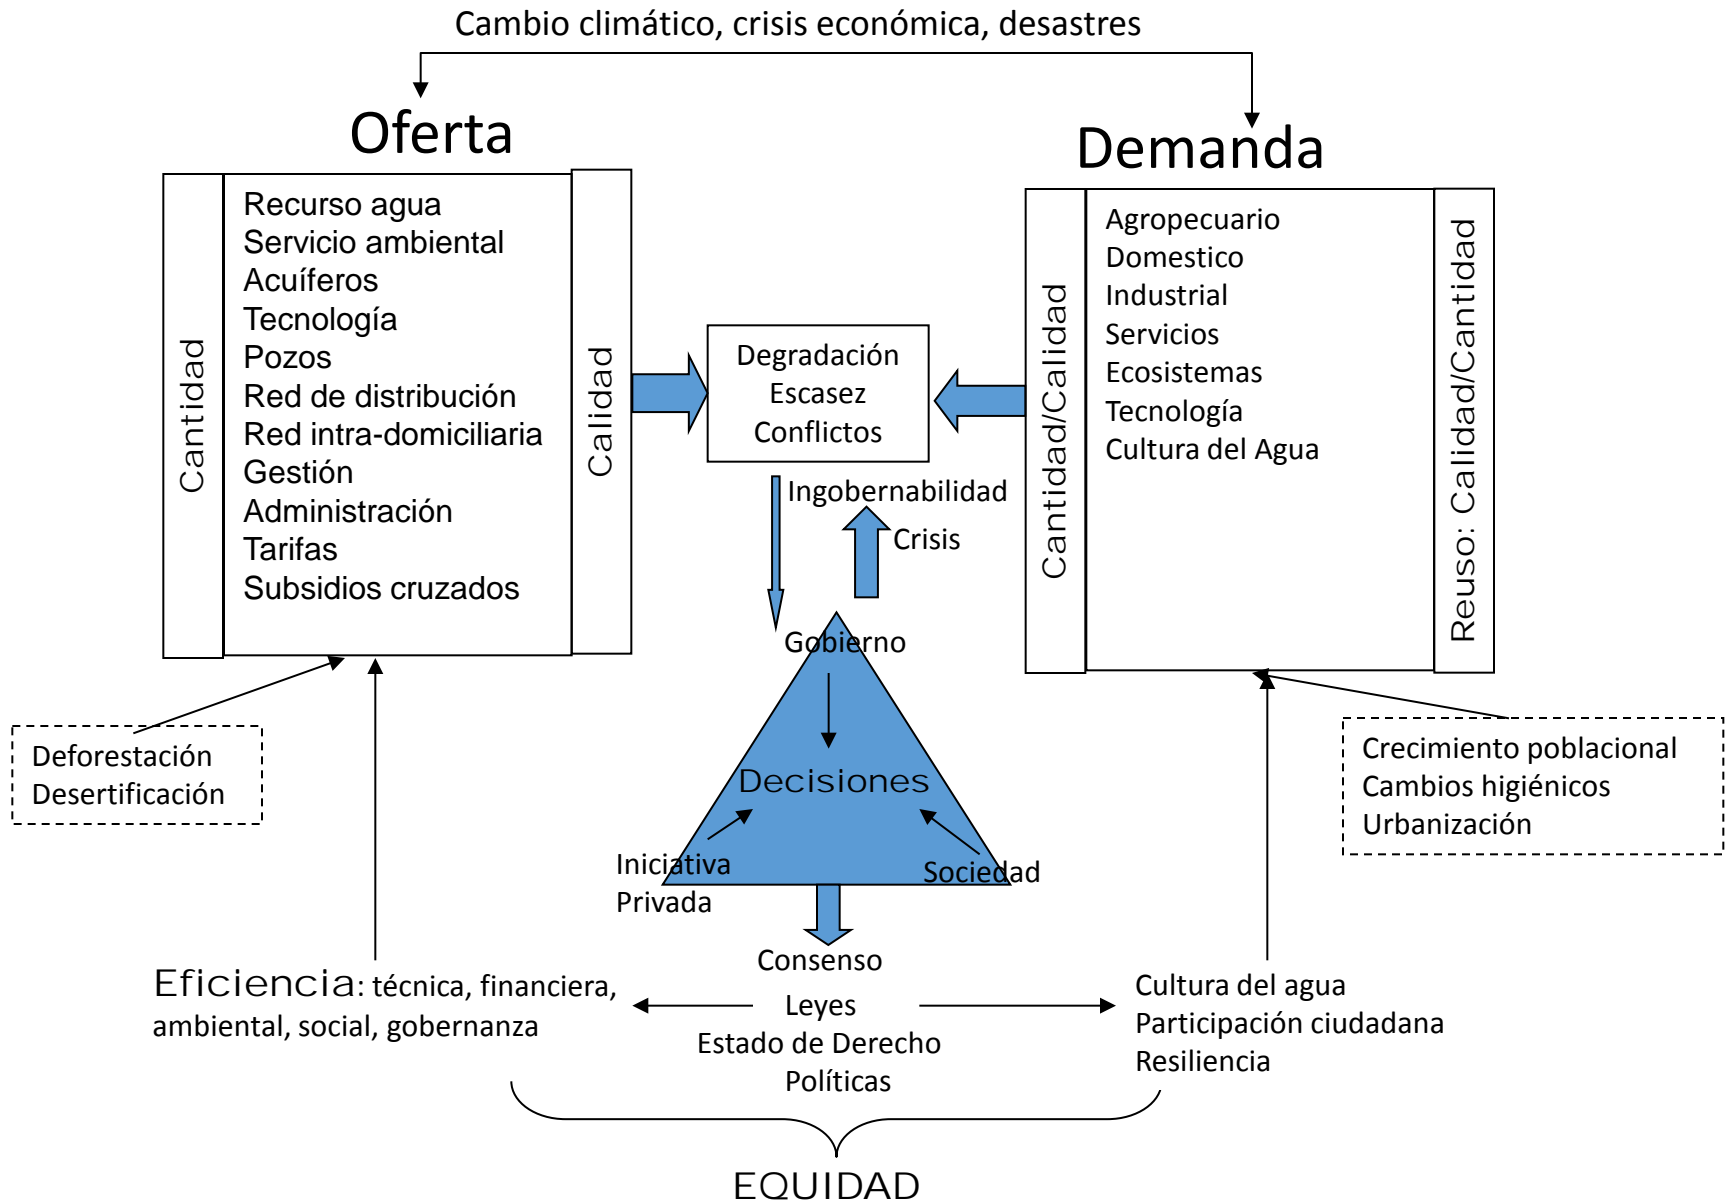 Cambio climático, crisis económica, desastres
Oferta
Demanda
Cantidad
Recurso agua
Servicio ambiental
Acuíferos
Tecnología
Pozos
Red de distribución
Red intra-domiciliaria
Gestión
Administración
Tarifas
Subsidios cruzados
Calidad
Degradación
Escasez
Conflictos
Cantidad/Calidad
Agropecuario
Domestico
Industrial
Servicios
Ecosistemas
Tecnología
Cultura del Agua
Reuso: Calidad/Cantidad
Ingobernabilidad
Crisis
Gobierno
Decisiones
Iniciativa
Privada
Sociedad
Deforestación
Desertificación
Crecimiento poblacional
Cambios higiénicos
Urbanización
Eficiencia: técnica, financiera,
ambiental, social, gobernanza
Consenso
Leyes
Estado de Derecho
Políticas
Cultura del agua
Participación ciudadana
Resiliencia
EQUIDAD